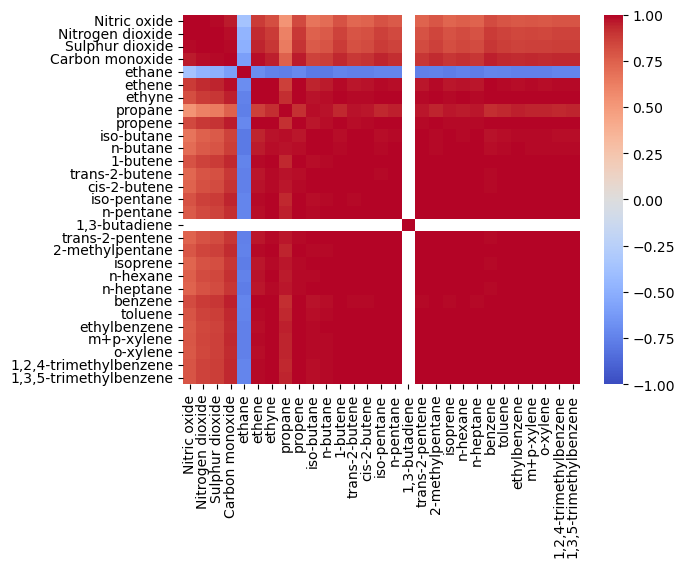 Nitric oxide
Nitrogen dioxide
Sulphur dioxide
Carbon monoxide
ethane
ethene
ethyne
propane
propene
iso-butane
n-butane
1-butene
trans-2-butene
cis-2-butene
iso-pentane
n-pentane
1,3-butadiene
trans-2-pentene
2-methylpentane
isoprene
n-hexane
n-heptane
benzene
toluene
ethylbenzene
m+p-xylene
o-xylene
1,2,4-trimethylbenzene
1,3,5-trimethylbenzene
1.00
0.75
0.50
0.25
0.00
−0.25
−0.50
−0.75
−1.00
Nitric oxide
Nitrogen dioxide
Sulphur dioxide
Carbon monoxide
ethane
ethene
ethyne
propane
propene
iso-butane
n-butane
1-butene
trans-2-butene
cis-2-butene
iso-pentane
n-pentane
1,3-butadiene
trans-2-pentene
2-methylpentane
isoprene
n-hexane
n-heptane
benzene
toluene
ethylbenzene
m+p-xylene
o-xylene
1,2,4-trimethylbenzene
1,3,5-trimethylbenzene